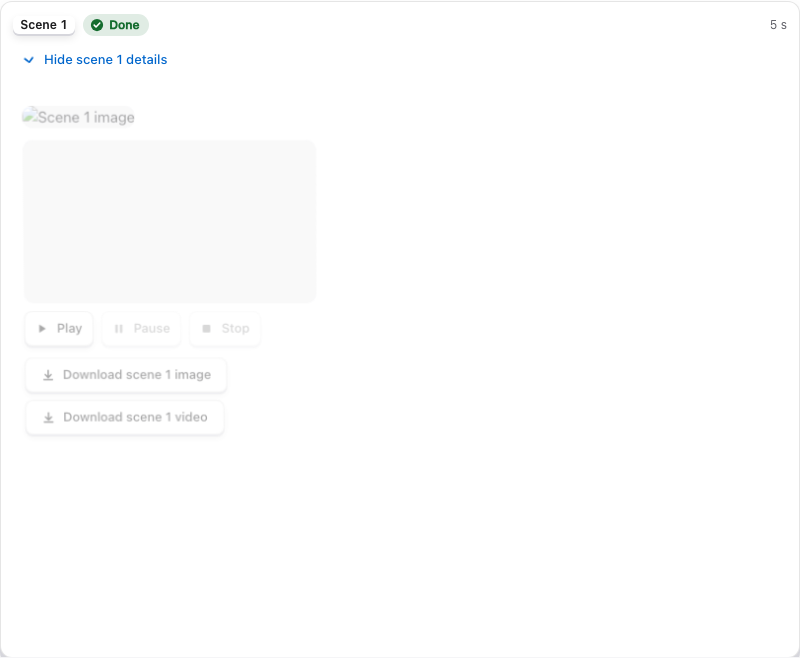 Scene 1 Done 5 s
Hide scene 1 details
Scene 1 image
Play Pause Stop
Download scene 1 image
Download scene 1 video